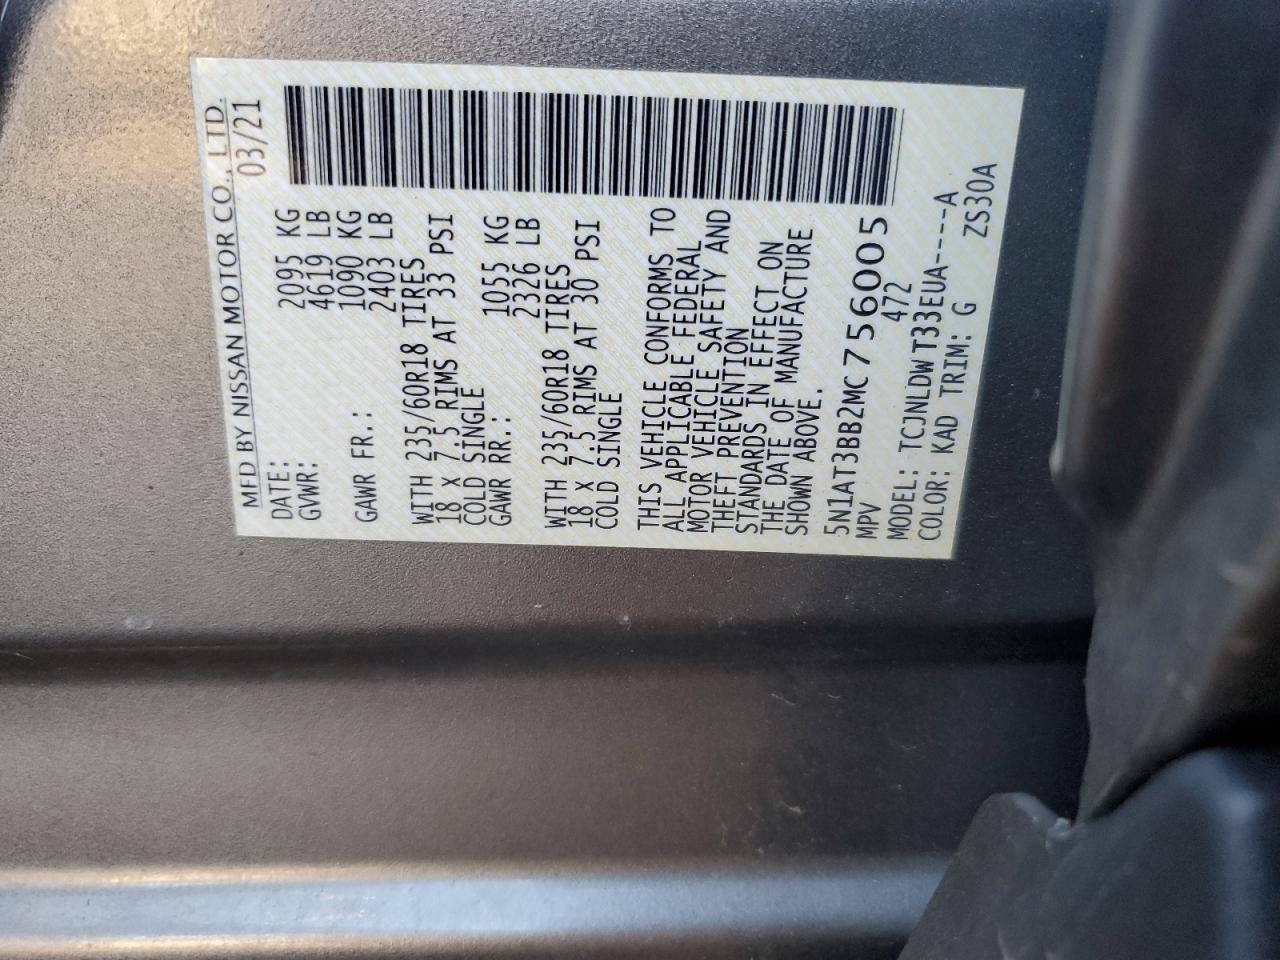 MFD BY NISSAN MOTOR CO., LTD.
DATE: 03/21
GVWR: 2095 KG
4619 LB
GAWR FR.: 1090 KG
2403 LB
WITH 235/60R18 TIRES
18 x 7.5 RIMS AT 33 PSI
COLD SINGLE
GAWR RR.: 1055 KG
2326 LB
WITH 235/60R18 TIRES
18 x 7.5 RIMS AT 30 PSI
COLD SINGLE
THIS VEHICLE CONFORMS TO
ALL APPLICABLE FEDERAL
MOTOR VEHICLE SAFETY AND
THEFT PREVENTION
STANDARDS IN EFFECT ON
THE DATE OF MANUFACTURE
SHOWN ABOVE.
5N1AT3BB2MC756005
MPV 472
MODEL: TCJNLDW T33EUA----A
COLOR: KAD TRIM: G ZS30A